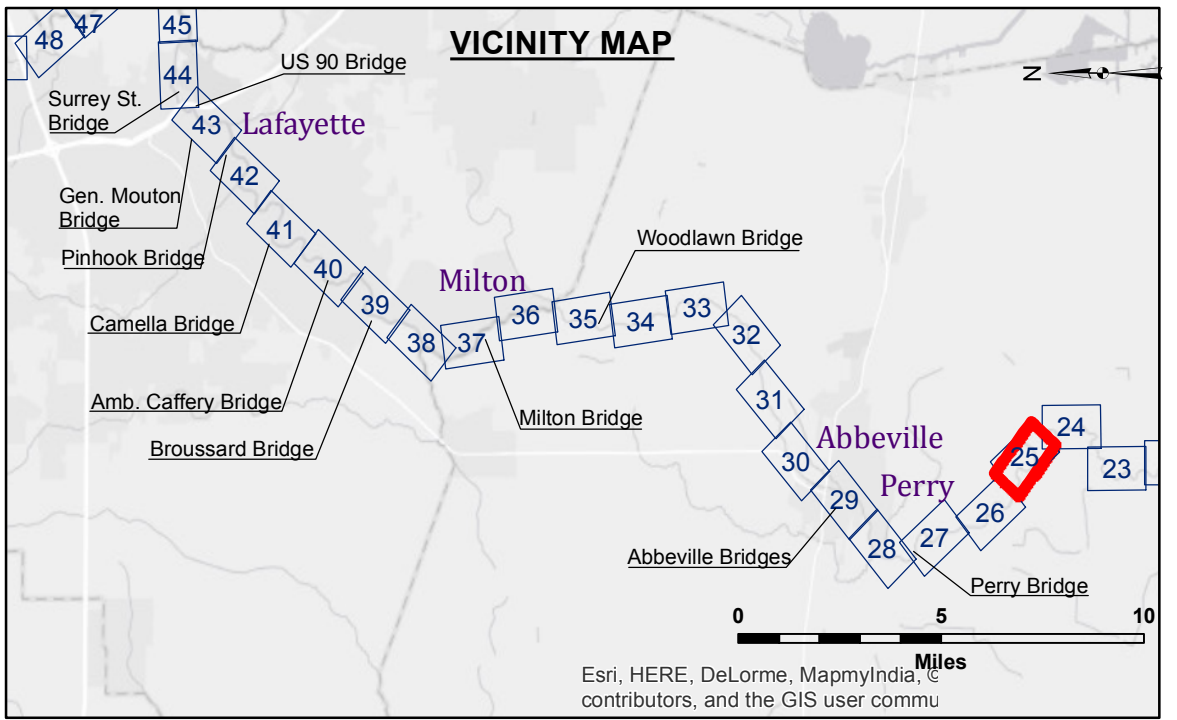 VICINITY MAP
47
48
45
44
US 90 Bridge
N
Surrey St.
Bridge
43
Lafayette
42
Gen. Mouton
Bridge
41
Pinhook Bridge
40
Woodlawn Bridge
Milton
39
36
35
34
33
Camella Bridge
38
37
32
Amb. Caffery Bridge
31
Milton Bridge
Broussard Bridge
24
Abbeville
30
25
23
Perry
29
26
28
27
Abbeville Bridges
Perry Bridge
0 5 10
Miles
Esri, HERE, DeLorme, MapmyIndia, ©
contributors, and the GIS user commu